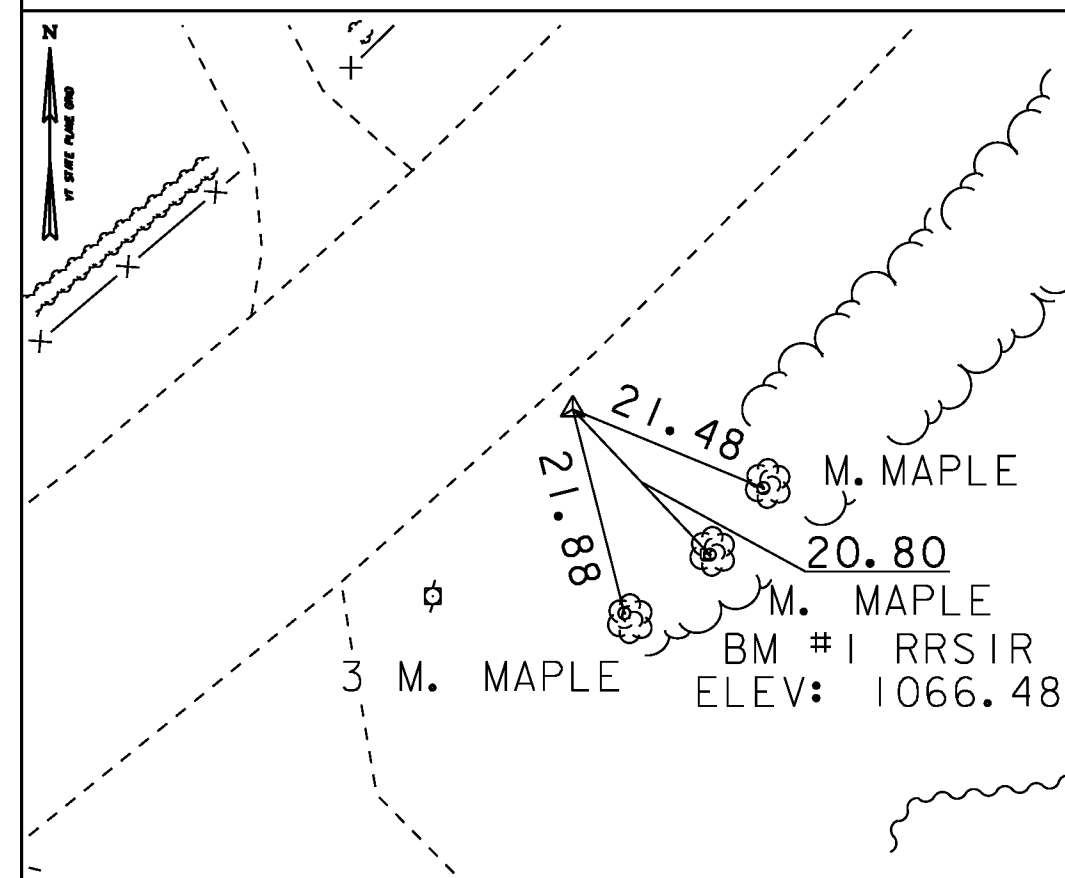 N
VT STATE PLANE GRID
21.48
M. MAPLE
21.88
20.80
M. MAPLE
BM #1 RRSIR
ELEV: 1066.48
3 M. MAPLE